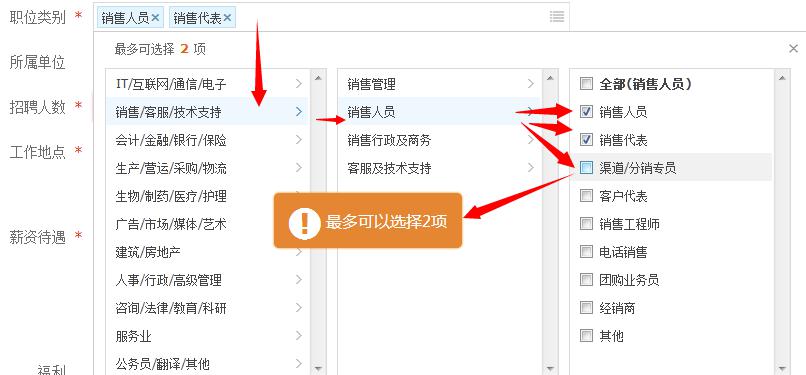 职位类别 *
销售人员× 销售代表×
最多可选择 2 项
所属单位
招聘人数 *
工作地点 *
薪资待遇 *
福利
IT/互联网/通信/电子
销售/客服/技术支持
会计/金融/银行/保险
生产/营运/采购/物流
生物/制药/医疗/护理
广告/市场/媒体/艺术
建筑/房地产
人事/行政/高级管理
咨询/法律/教育/科研
服务业
公务员/翻译/其他
销售管理
销售人员
销售行政及商务
客服及技术支持
最多可以选择2项
全部(销售人员)
销售人员
销售代表
渠道/分销专员
客户代表
销售工程师
电话销售
团购业务员
经销商
其他